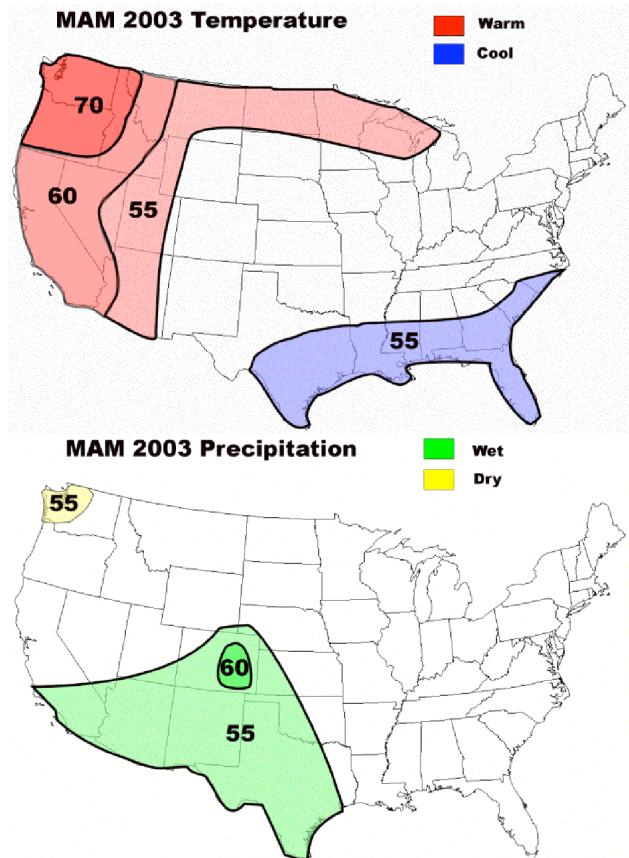 MAM 2003 Temperature
Warm
Cool
70
60
55
55
MAM 2003 Precipitation
Wet
Dry
55
60
55